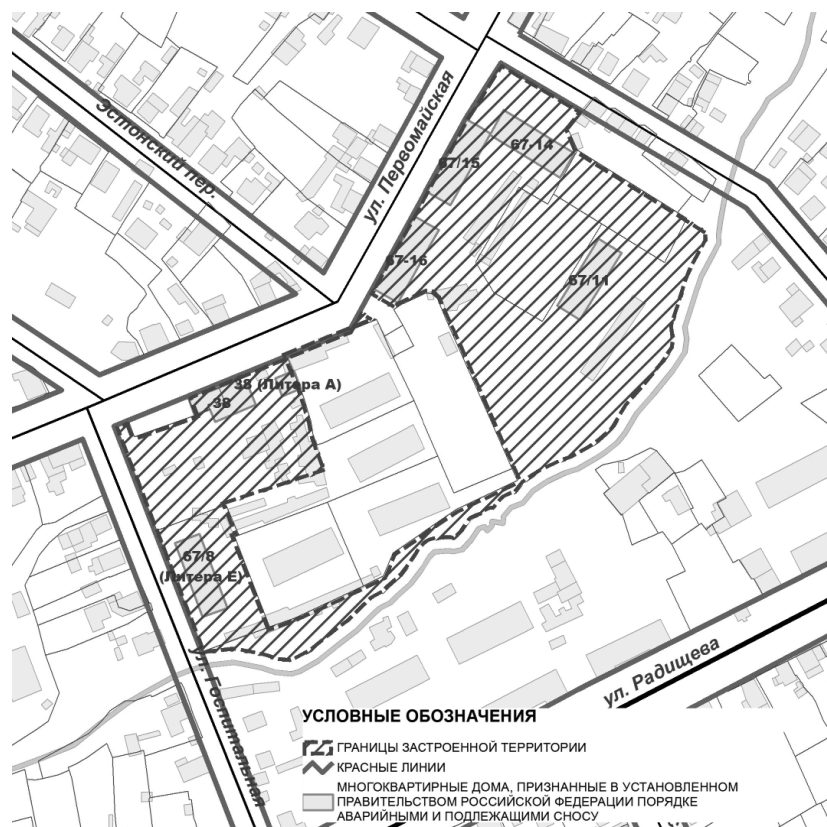 Эстонский пер.
ул. Первомайская
67-14
67/15
67-16
67/11
38 (Литера А)
38
67/8
(Литера Е)
ул. Госпитальная
ул. Радищева
УСЛОВНЫЕ ОБОЗНАЧЕНИЯ
ГРАНИЦЫ ЗАСТРОЕННОЙ ТЕРРИТОРИИ
КРАСНЫЕ ЛИНИИ
МНОГОКВАРТИРНЫЕ ДОМА, ПРИЗНАННЫЕ В УСТАНОВЛЕННОМ
ПРАВИТЕЛЬСТВОМ РОССИЙСКОЙ ФЕДЕРАЦИИ ПОРЯДКЕ
АВАРИЙНЫМИ И ПОДЛЕЖАЩИМИ СНОСУ